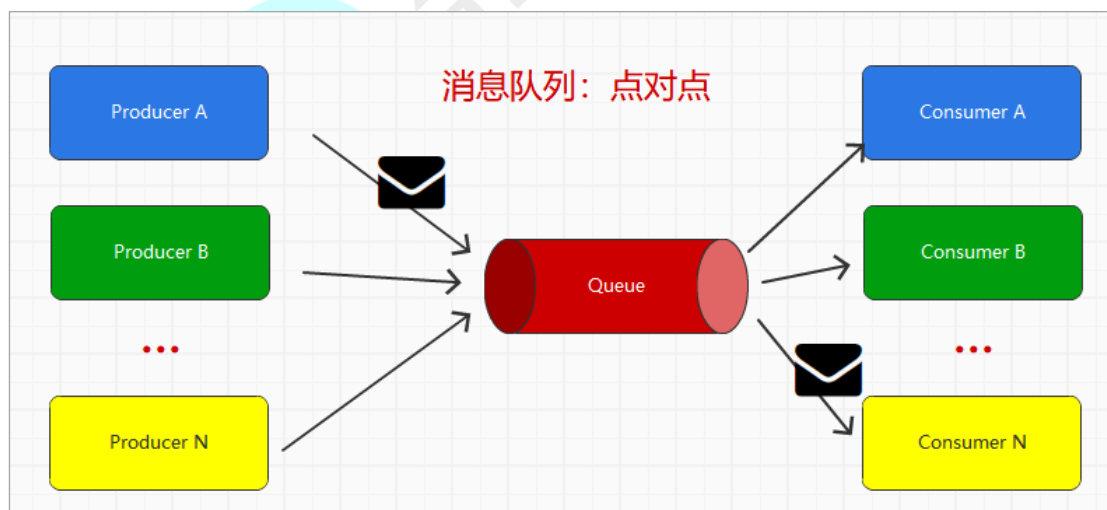 消息队列：点对点
Producer A
Consumer A
Producer B
Consumer B
Queue
...
...
Producer N
Consumer N